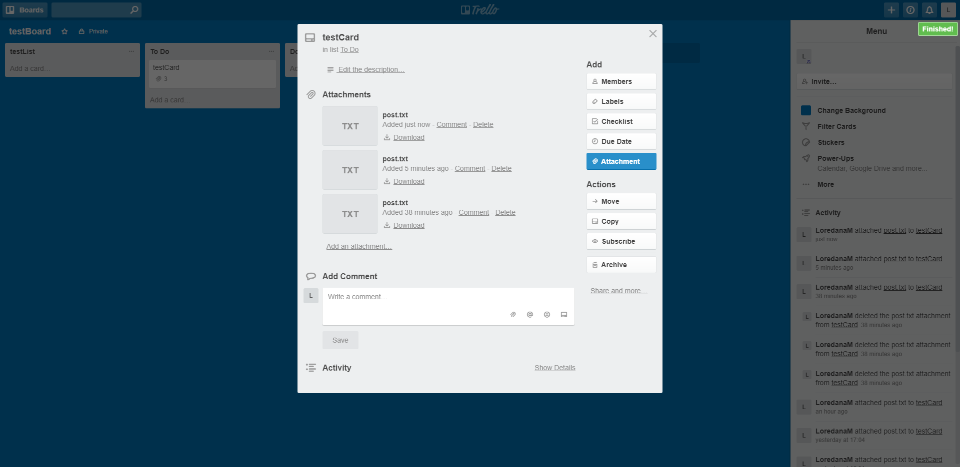 Boards
Trello
L
testBoard
Private
Menu
Finished!
testList
Add a card...
To Do
testCard
3
Add a card...
Do
testCard
in list To Do
Edit the description...
Attachments
TXT
post.txt
Added just now - Comment - Delete
Download
TXT
post.txt
Added 5 minutes ago - Comment - Delete
Download
TXT
post.txt
Added 38 minutes ago - Comment - Delete
Download
Add an attachment...
Add Comment
L
Write a comment
Save
Activity
Show Details
Add
Members
Labels
Checklist
Due Date
Attachment
Actions
Move
Copy
Subscribe
Archive
Share and more...
L
Invite...
Change Background
Filter Cards
Stickers
Power-Ups
Calendar, Google Drive and more...
More
Activity
L
LoredanaM attached post.txt to testCard
just now
L
LoredanaM attached post.txt to testCard
5 minutes ago
L
LoredanaM attached post.txt to testCard
38 minutes ago
L
LoredanaM deleted the post.txt attachment
from testCard 38 minutes ago
L
LoredanaM deleted the post.txt attachment
from testCard 38 minutes ago
L
LoredanaM deleted the post.txt attachment
from testCard 38 minutes ago
L
LoredanaM attached post.txt to testCard
an hour ago
L
LoredanaM attached post.txt to testCard
yesterday at 17:04
L
LoredanaM attached post.txt to testCard